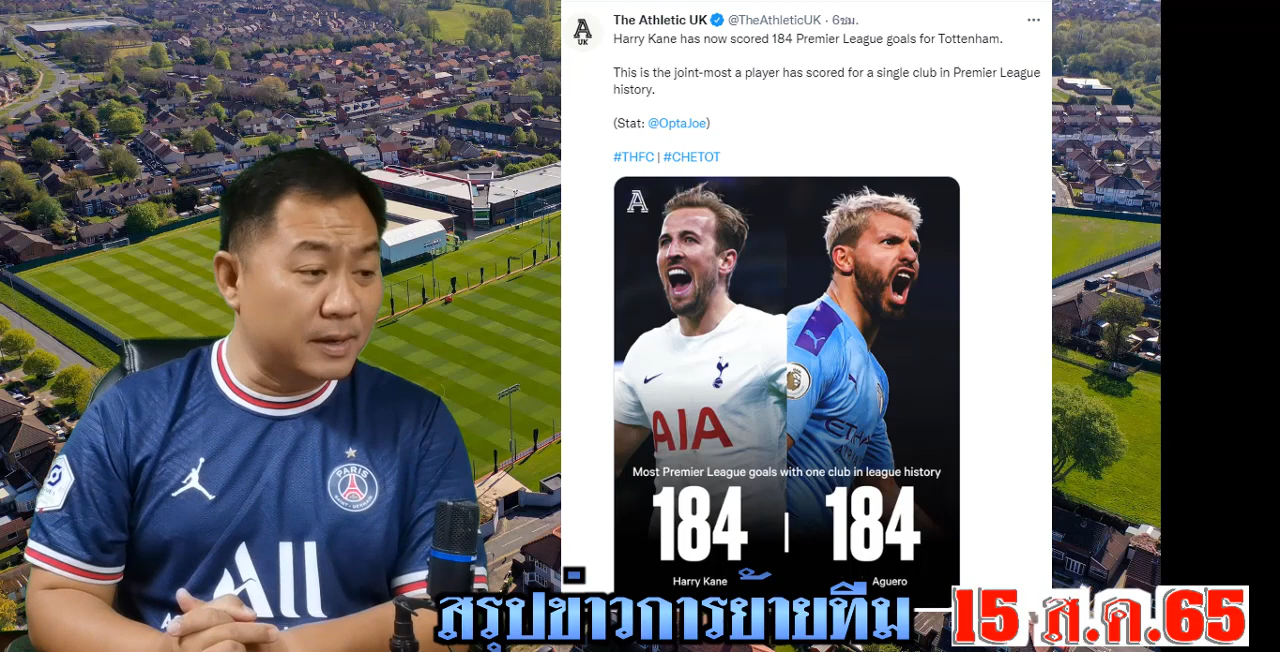 The Athletic UK @TheAthleticUK · 6ชม.
Harry Kane has now scored 184 Premier League goals for Tottenham.
This is the joint-most a player has scored for a single club in Premier League
history.
(Stat: @OptaJoe)
#THFC | #CHETOT
A
UK
A
AIA
ETIHAD
Most Premier League goals with one club in league history
184 | 184
Harry Kane
Aguero
PARIS
SAINT-GERMAIN
ALL
สรุปข่าวการย้ายทีม
15 ส.ค.65